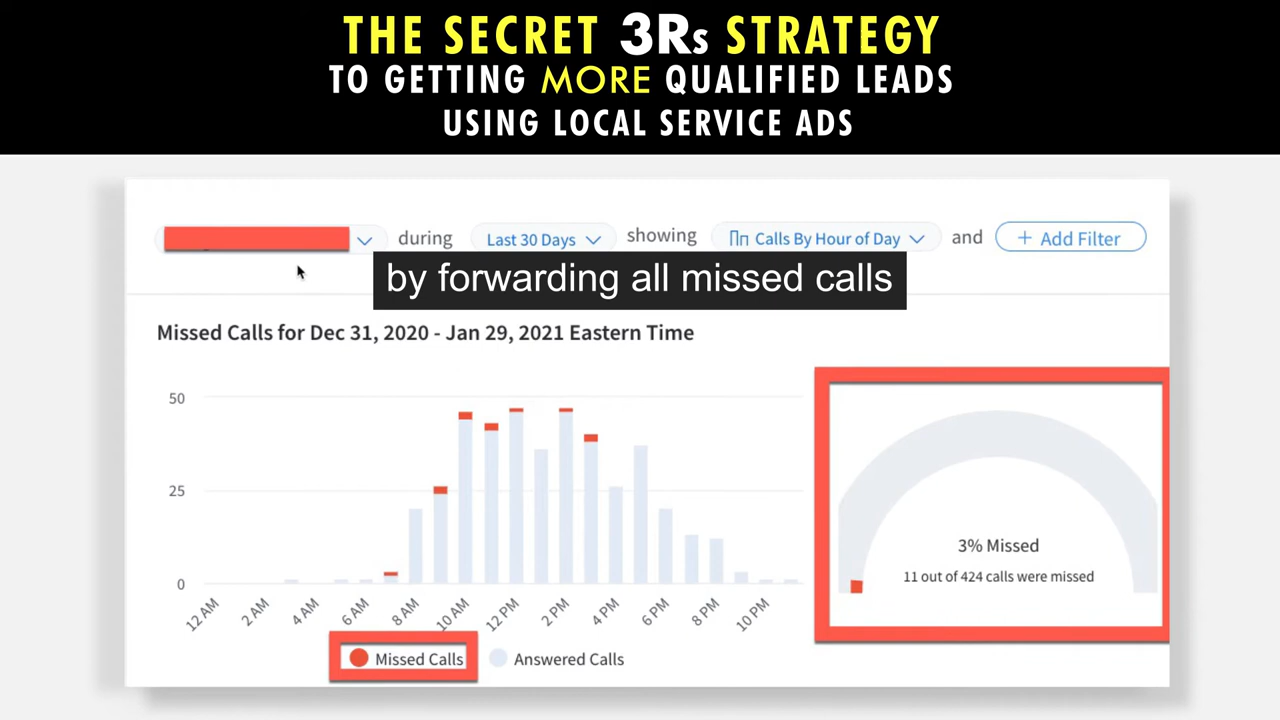 THE SECRET 3Rs STRATEGY
TO GETTING MORE QUALIFIED LEADS
USING LOCAL SERVICE ADS
during Last 30 Days showing Calls By Hour of Day and + Add Filter
by forwarding all missed calls
Missed Calls for Dec 31, 2020 - Jan 29, 2021 Eastern Time
50
25
0
12 AM 2 AM 4 AM 6 AM 8 AM 10 AM 12 PM 2 PM 4 PM 6 PM 8 PM 10 PM
Missed Calls Answered Calls
3% Missed
11 out of 424 calls were missed